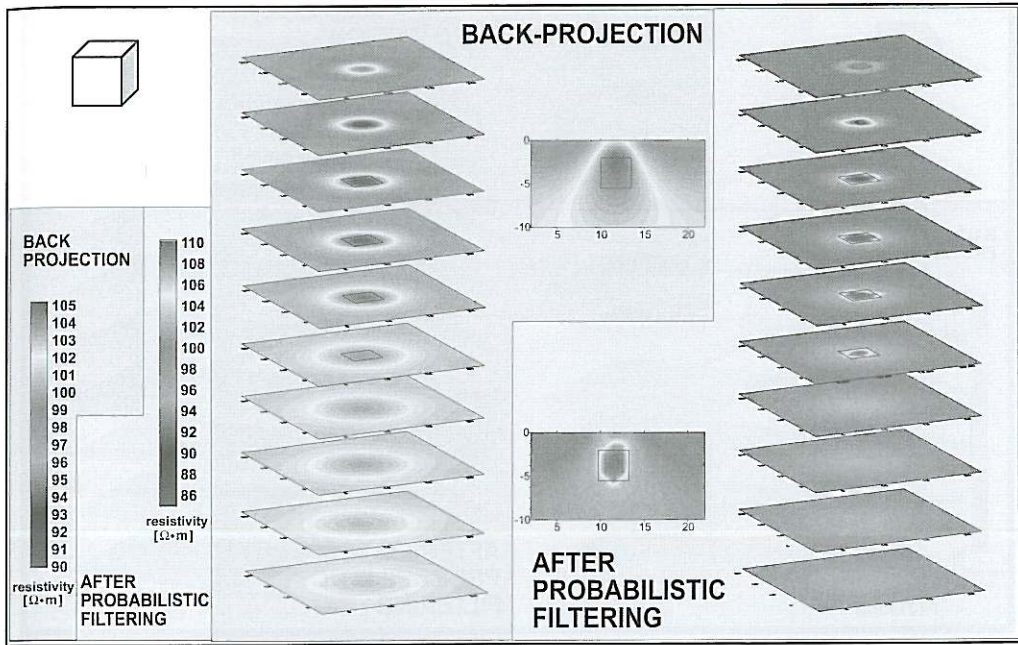 BACK-PROJECTION
BACK
PROJECTION
105
104
103
102
101
100
99
98
97
96
95
94
93
92
91
90
resistivity
[Ω•m]
110
108
106
104
102
100
98
96
94
92
90
88
86
resistivity
[Ω•m]
AFTER
PROBABILISTIC
FILTERING
0
-5
-10
5 10 15 20
0
-5
-10
5 10 15 20
AFTER
PROBABILISTIC
FILTERING